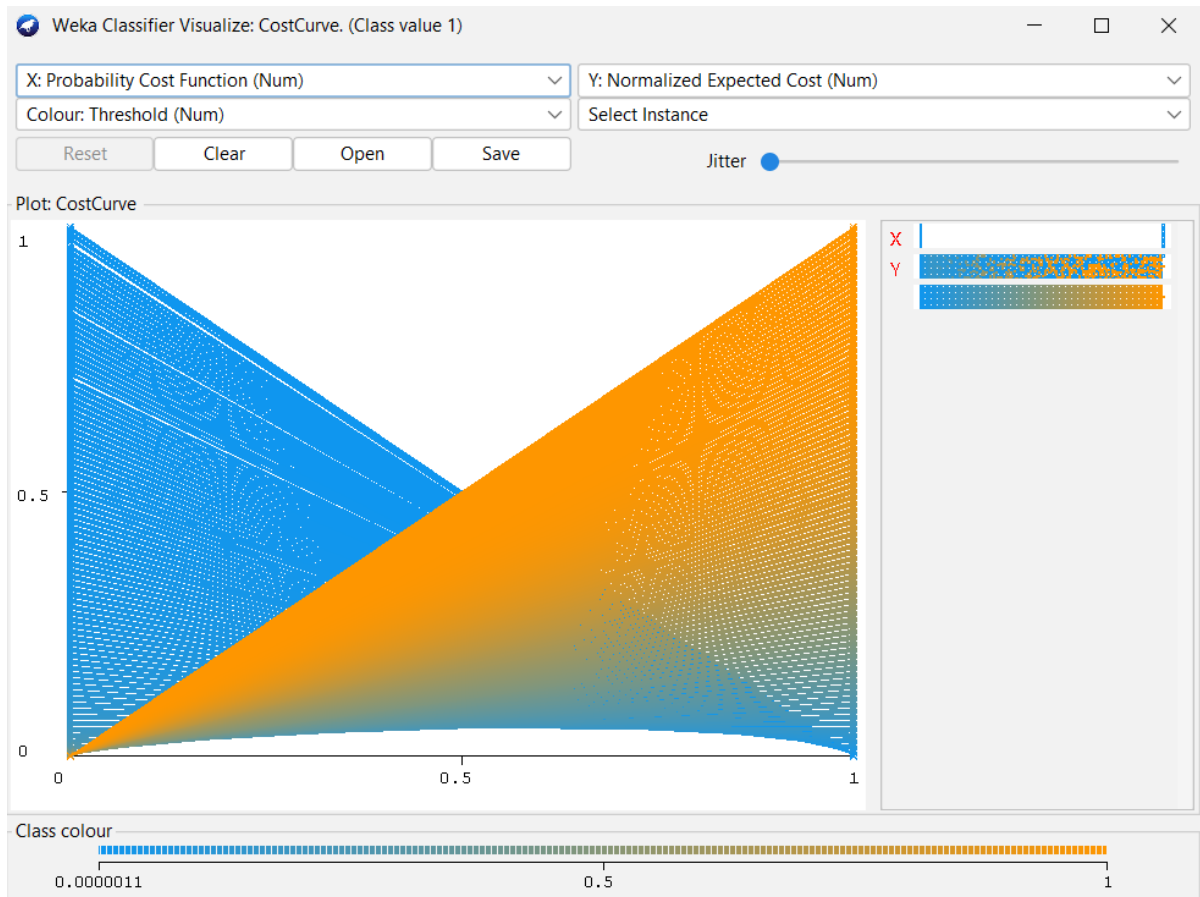 Weka Classifier Visualize: CostCurve. (Class value 1)
X: Probability Cost Function (Num) Y: Normalized Expected Cost (Num)
Colour: Threshold (Num) Select Instance
Reset Clear Open Save Jitter
Plot: CostCurve
1
0.5
0
0 0.5 1
X
Y
Class colour
0.0000011 0.5 1